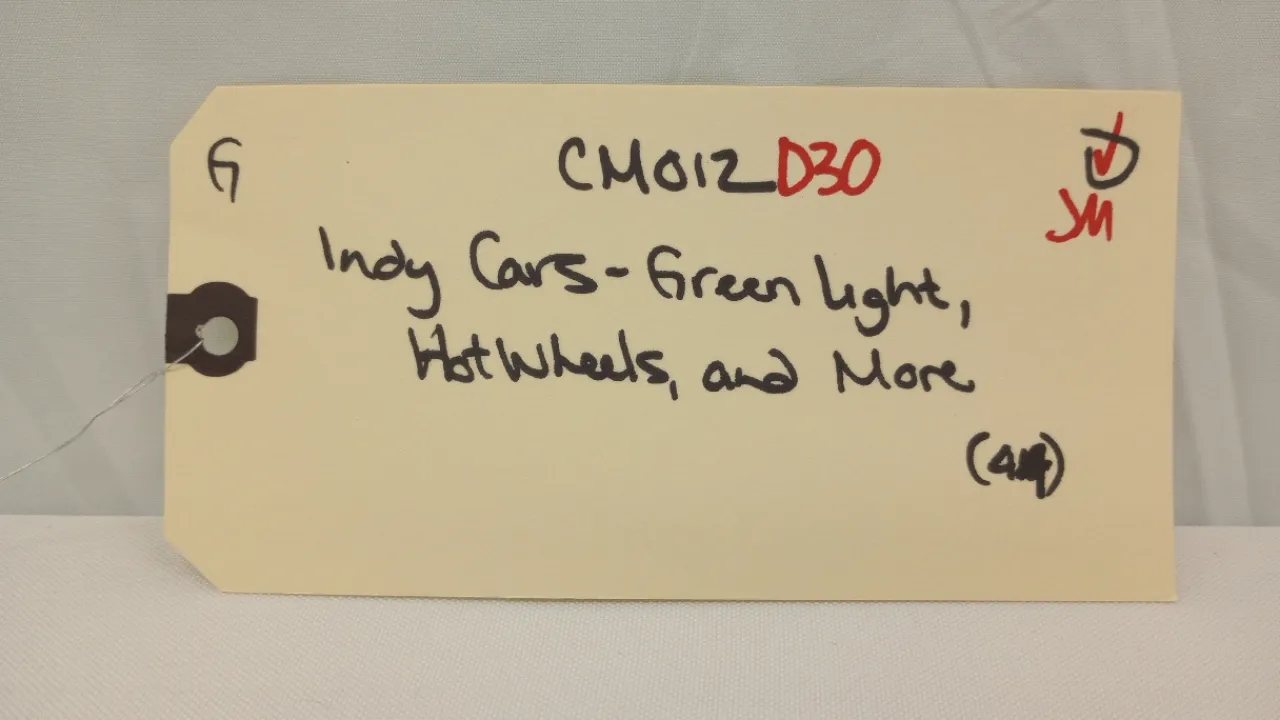 G
CM012D30
D
JM
Indy Cars - Green light,
Hot Wheels, and More